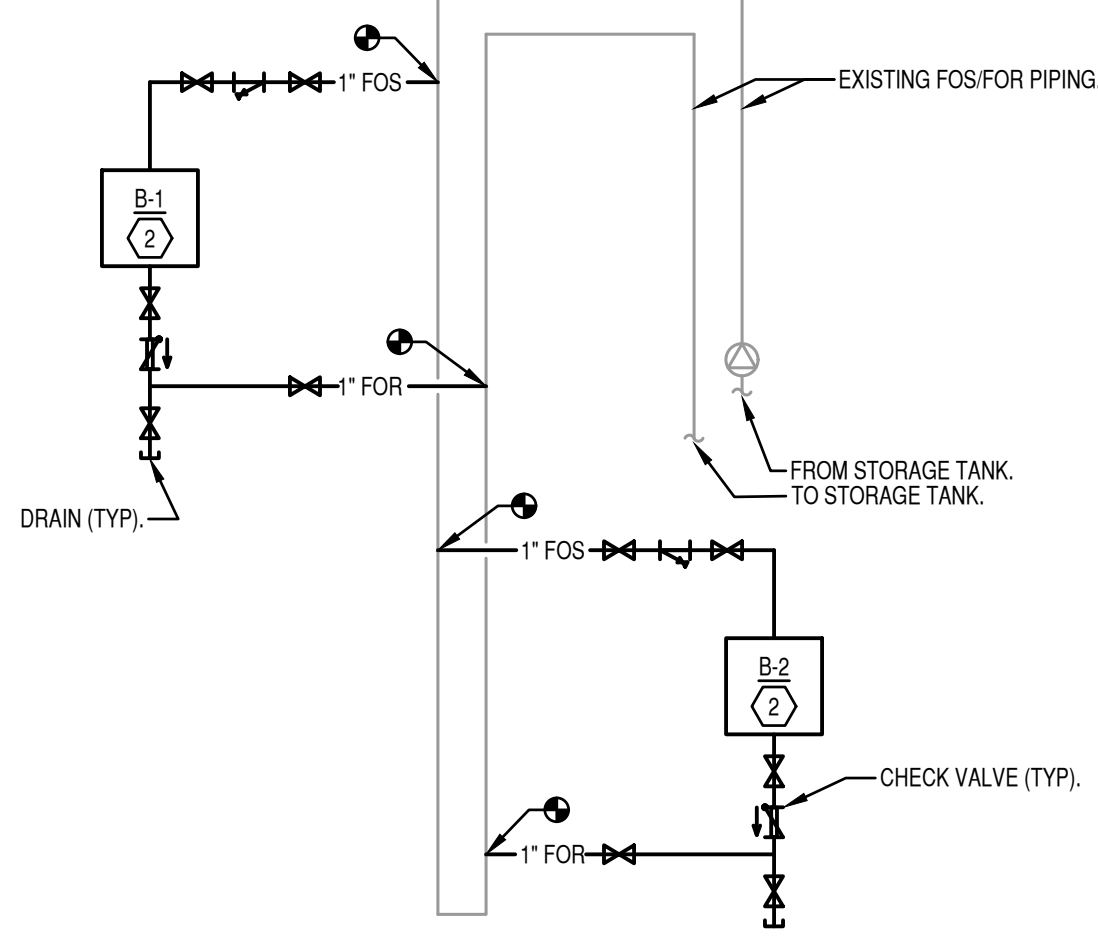 1" FOS
EXISTING FOS/FOR PIPING.
B-1
2
1" FOR
FROM STORAGE TANK.
TO STORAGE TANK.
DRAIN (TYP).
1" FOS
B-2
2
CHECK VALVE (TYP).
1" FOR